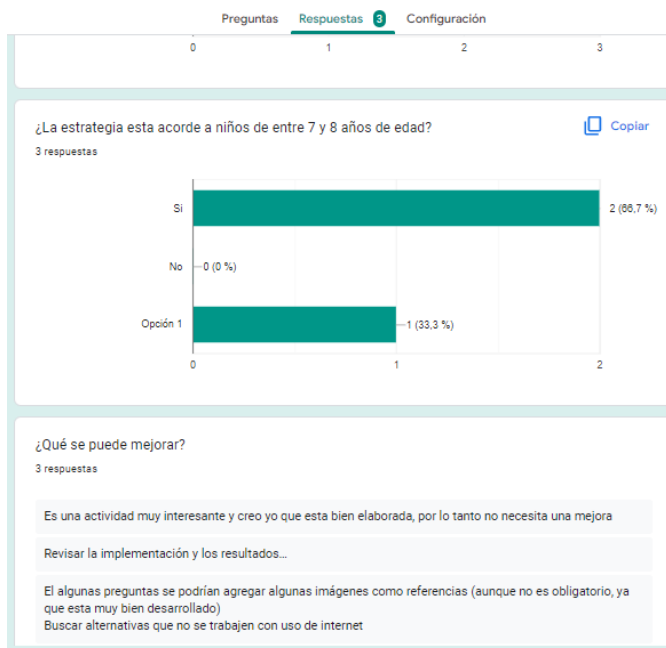 Preguntas Respuestas 3 Configuración
0 1 2 3
¿La estrategia esta acorde a niños de entre 7 y 8 años de edad?
Copiar
3 respuestas
Si
2 (66,7 %)
No
0 (0 %)
Opción 1
1 (33,3 %)
0 1 2
¿Qué se puede mejorar?
3 respuestas
Es una actividad muy interesante y creo yo que esta bien elaborada, por lo tanto no necesita una mejora
Revisar la implementación y los resultados...
El algunas preguntas se podrían agregar algunas imágenes como referencias (aunque no es obligatorio, ya
que esta muy bien desarrollado)
Buscar alternativas que no se trabajen con uso de internet